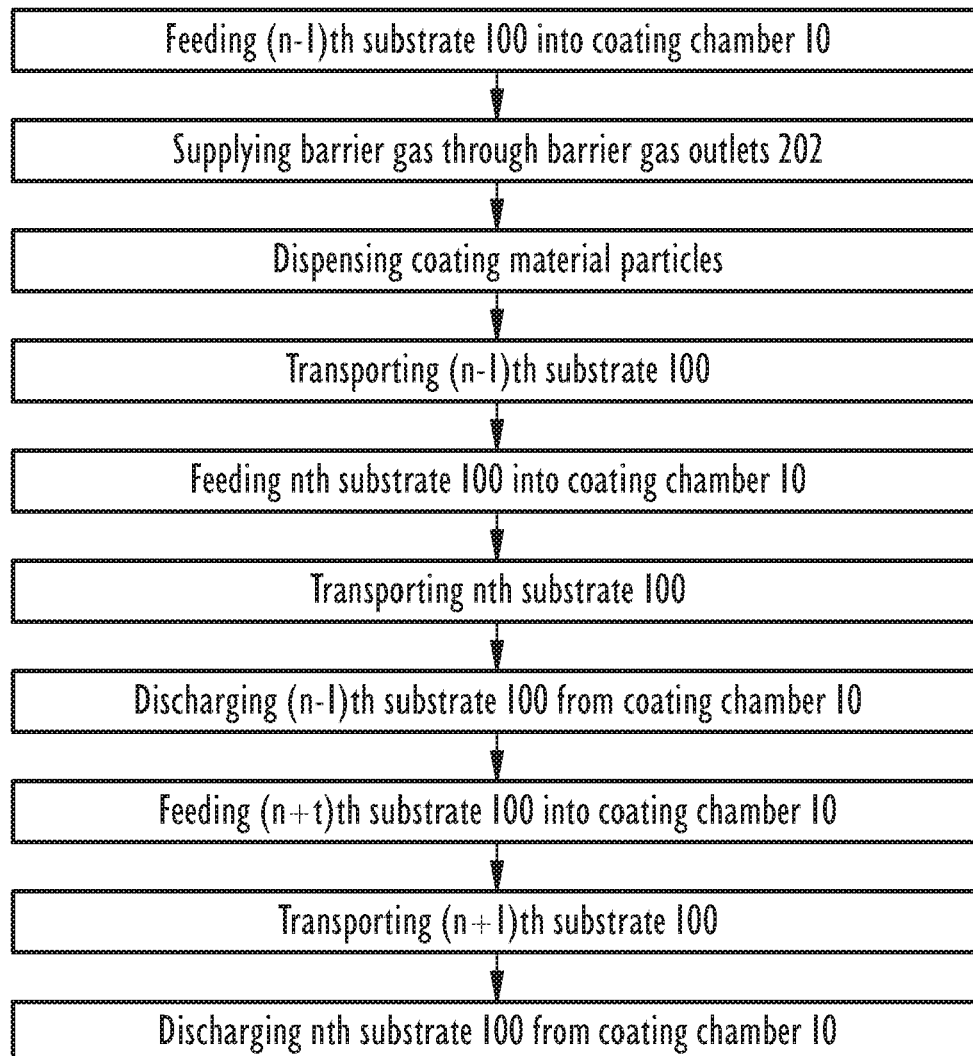 Feeding (n-1)th substrate 100 into coating chamber 10
Supplying barrier gas through barrier gas outlets 202
Dispensing coating material particles
Transporting (n-1)th substrate 100
Feeding nth substrate 100 into coating chamber 10
Transporting nth substrate 100
Discharging (n-1)th substrate 100 from coating chamber 10
Feeding (n+t)th substrate 100 into coating chamber 10
Transporting (n+1)th substrate 100
Discharging nth substrate 100 from coating chamber 10